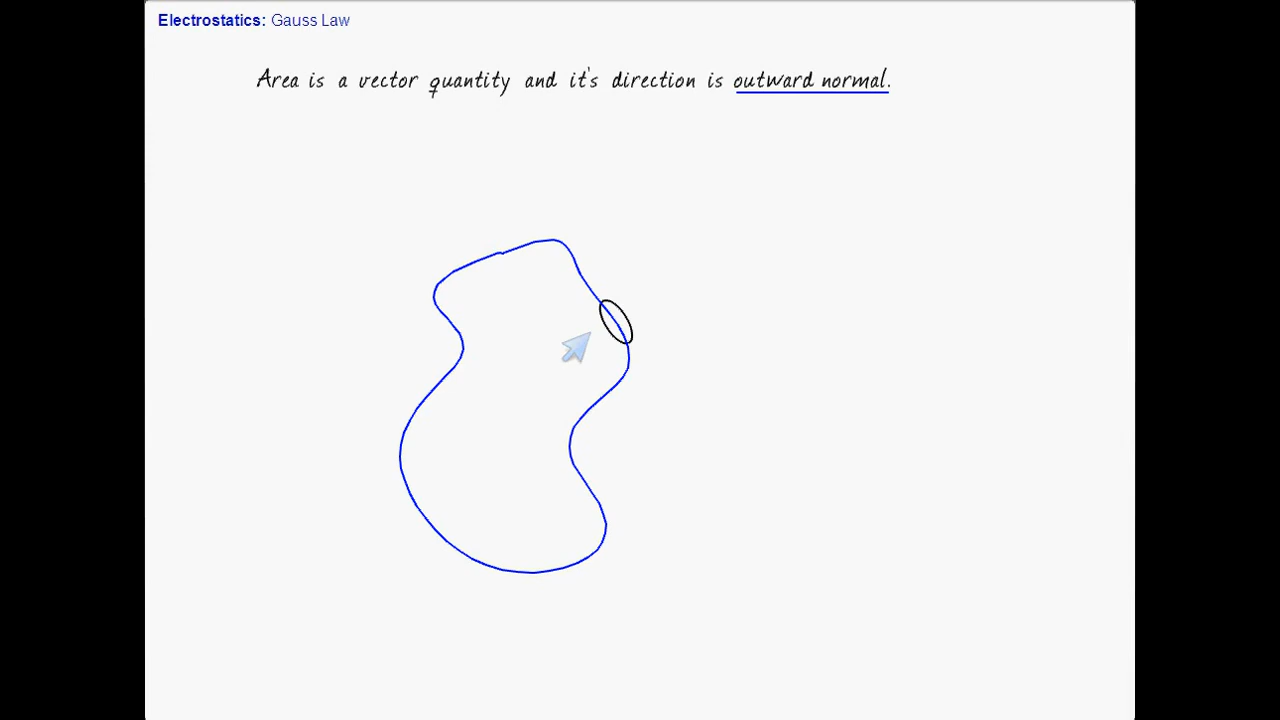 Electrostatics: Gauss Law
Area is a vector quantity and it's direction is outward normal.